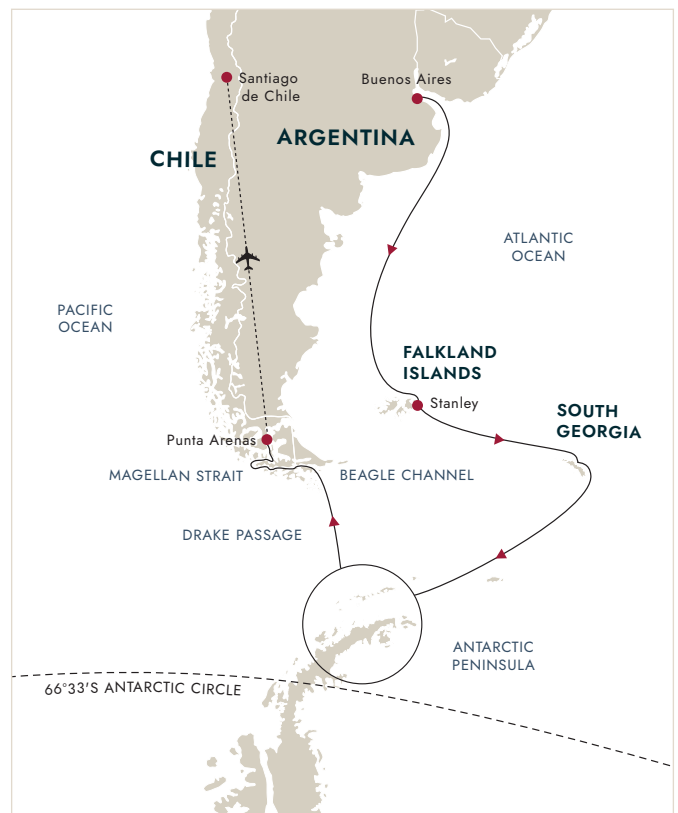 Santiago
de Chile
Buenos Aires
ARGENTINA
CHILE
ATLANTIC
OCEAN
PACIFIC
OCEAN
FALKLAND
ISLANDS
Stanley
SOUTH
GEORGIA
Punta Arenas
MAGELLAN STRAIT
BEAGLE CHANNEL
DRAKE PASSAGE
ANTARCTIC
PENINSULA
66°33'S ANTARCTIC CIRCLE